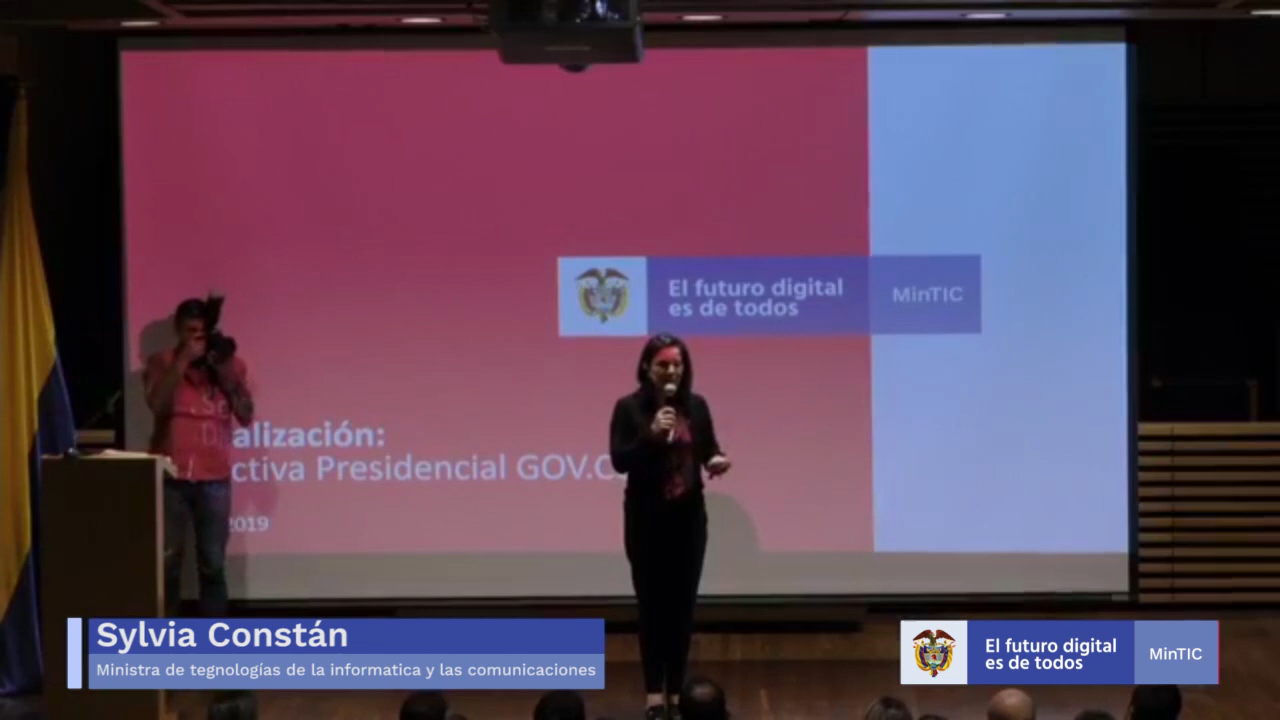 El futuro digital
es de todos
MinTIC
alización:
ctiva Presidencial GOV.C
2019
Sylvia Constán
Ministra de tegnologías de la informatica y las comunicaciones
El futuro digital
es de todos
MinTIC